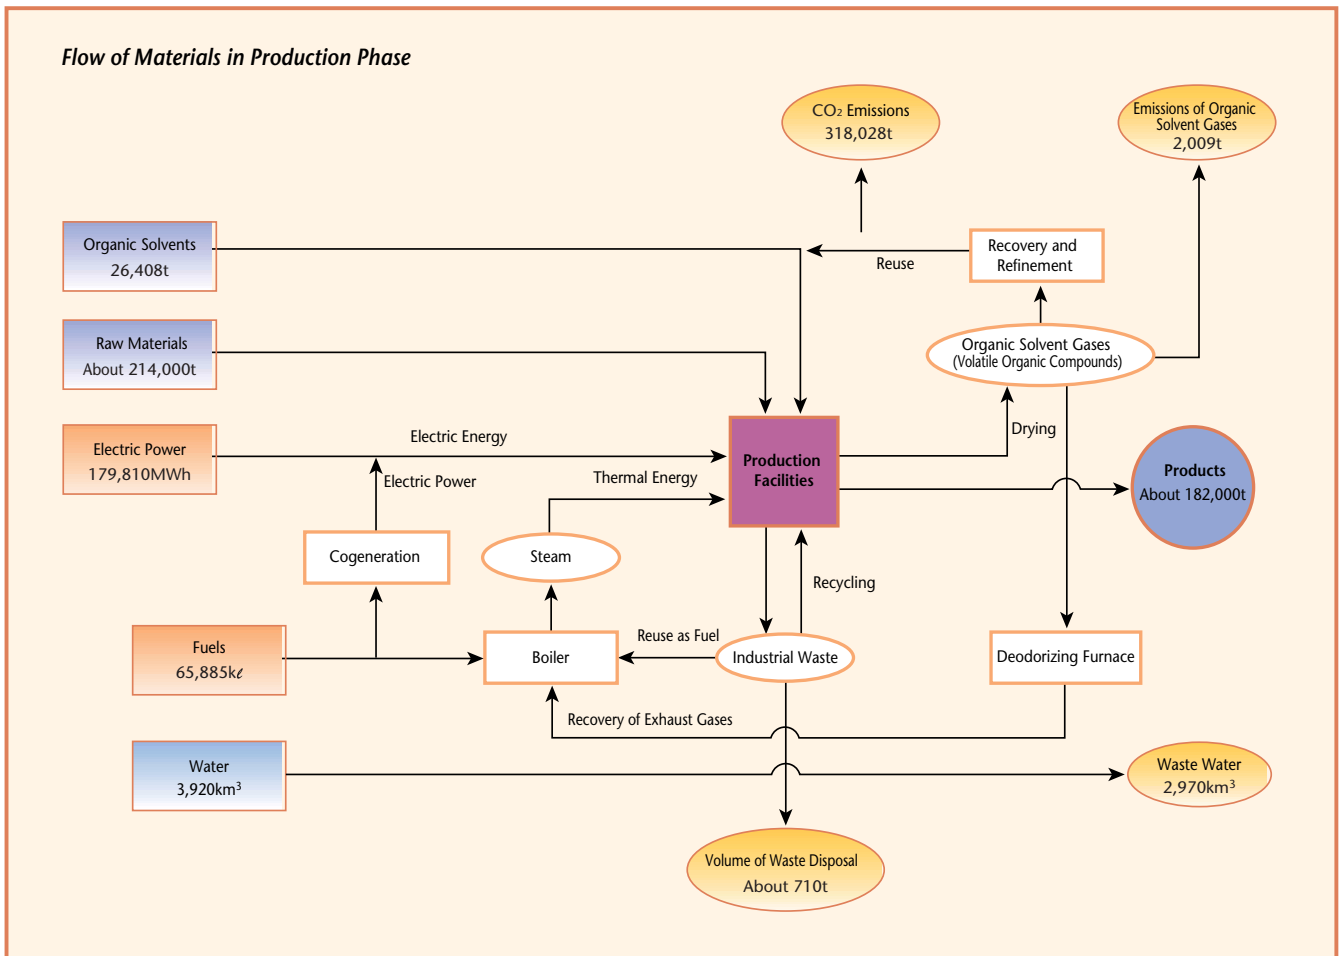 Flow of Materials in Production Phase
CO₂ Emissions
318,028t
Emissions of Organic
Solvent Gases
2,009t
Organic Solvents
26,408t
Recovery and
Refinement
Reuse
Raw Materials
About 214,000t
Organic Solvent Gases
(Volatile Organic Compounds)
Electric Power
179,810MWh
Electric Energy
Electric Power
Thermal Energy
Production
Facilities
Drying
Products
About 182,000t
Cogeneration
Steam
Recycling
Fuels
65,885kℓ
Boiler
Reuse as Fuel
Industrial Waste
Deodorizing Furnace
Recovery of Exhaust Gases
Water
3,920km³
Waste Water
2,970km³
Volume of Waste Disposal
About 710t